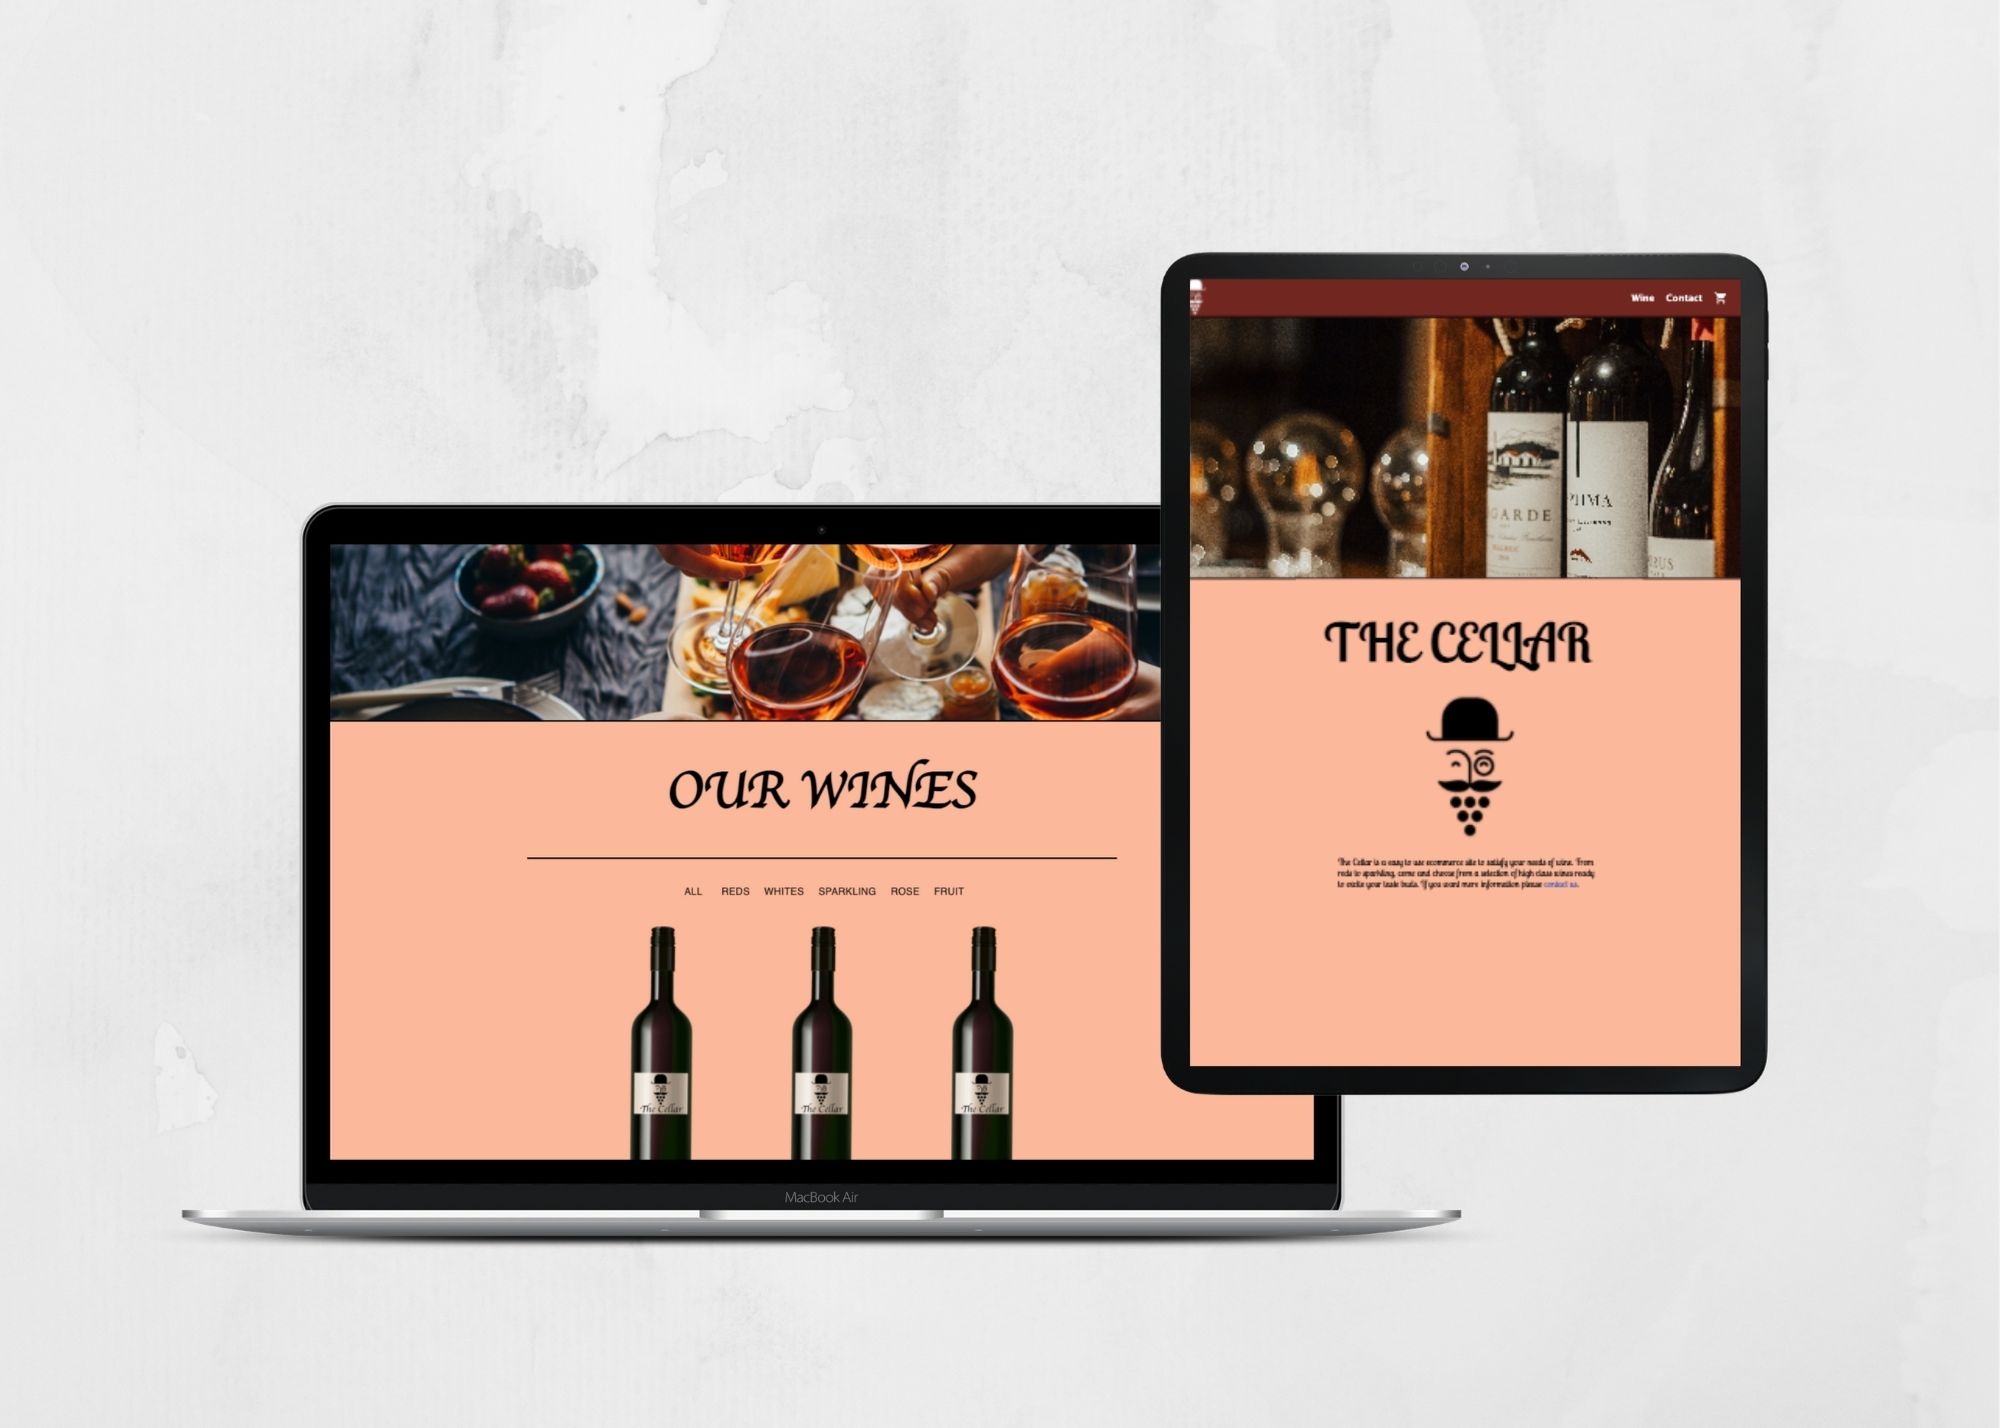 Wine Contact
GARDE
THE CELLAR
The Cellar is a easy to use ecommerce site to satisfy your needs of wine. From
reds to sparkling, come and choose from a selection of high class wines ready
to excite your taste buds. If you want more information please contact us.
OUR WINES
ALL REDS WHITES SPARKLING ROSE FRUIT
The Cellar The Cellar The Cellar
MacBook Air